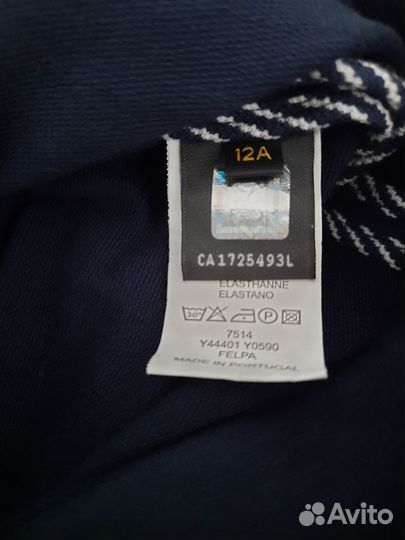 12A
CA1725493L
ELASTHANNE
ELASTANO
30°
P
7514
Y44401 Y0590
FELPA
MADE IN PORTUGAL
Avito